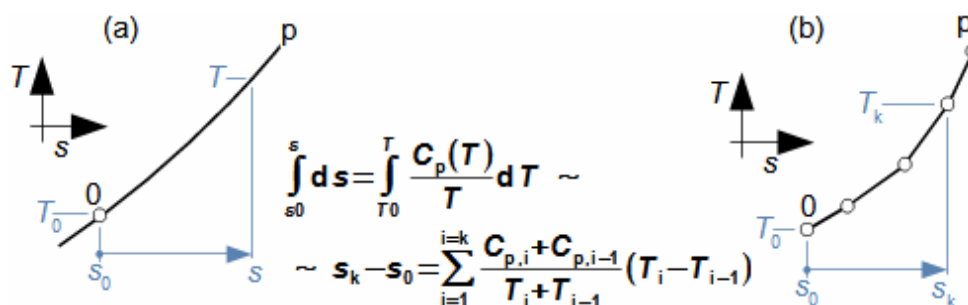 (a)
p
(b)
p
T
T
T
T_k
s
s
∫_{s0}^{s} ds = ∫_{T0}^{T} C_p(T)/T dT ~
0
0
T_0
T_0
~ s_k−s_0=∑_{i=1}^{i=k} (C_{p,i}+C_{p,i−1})/(T_i+T_{i−1}) (T_i−T_{i−1})
s_0
s
s_0
s_k